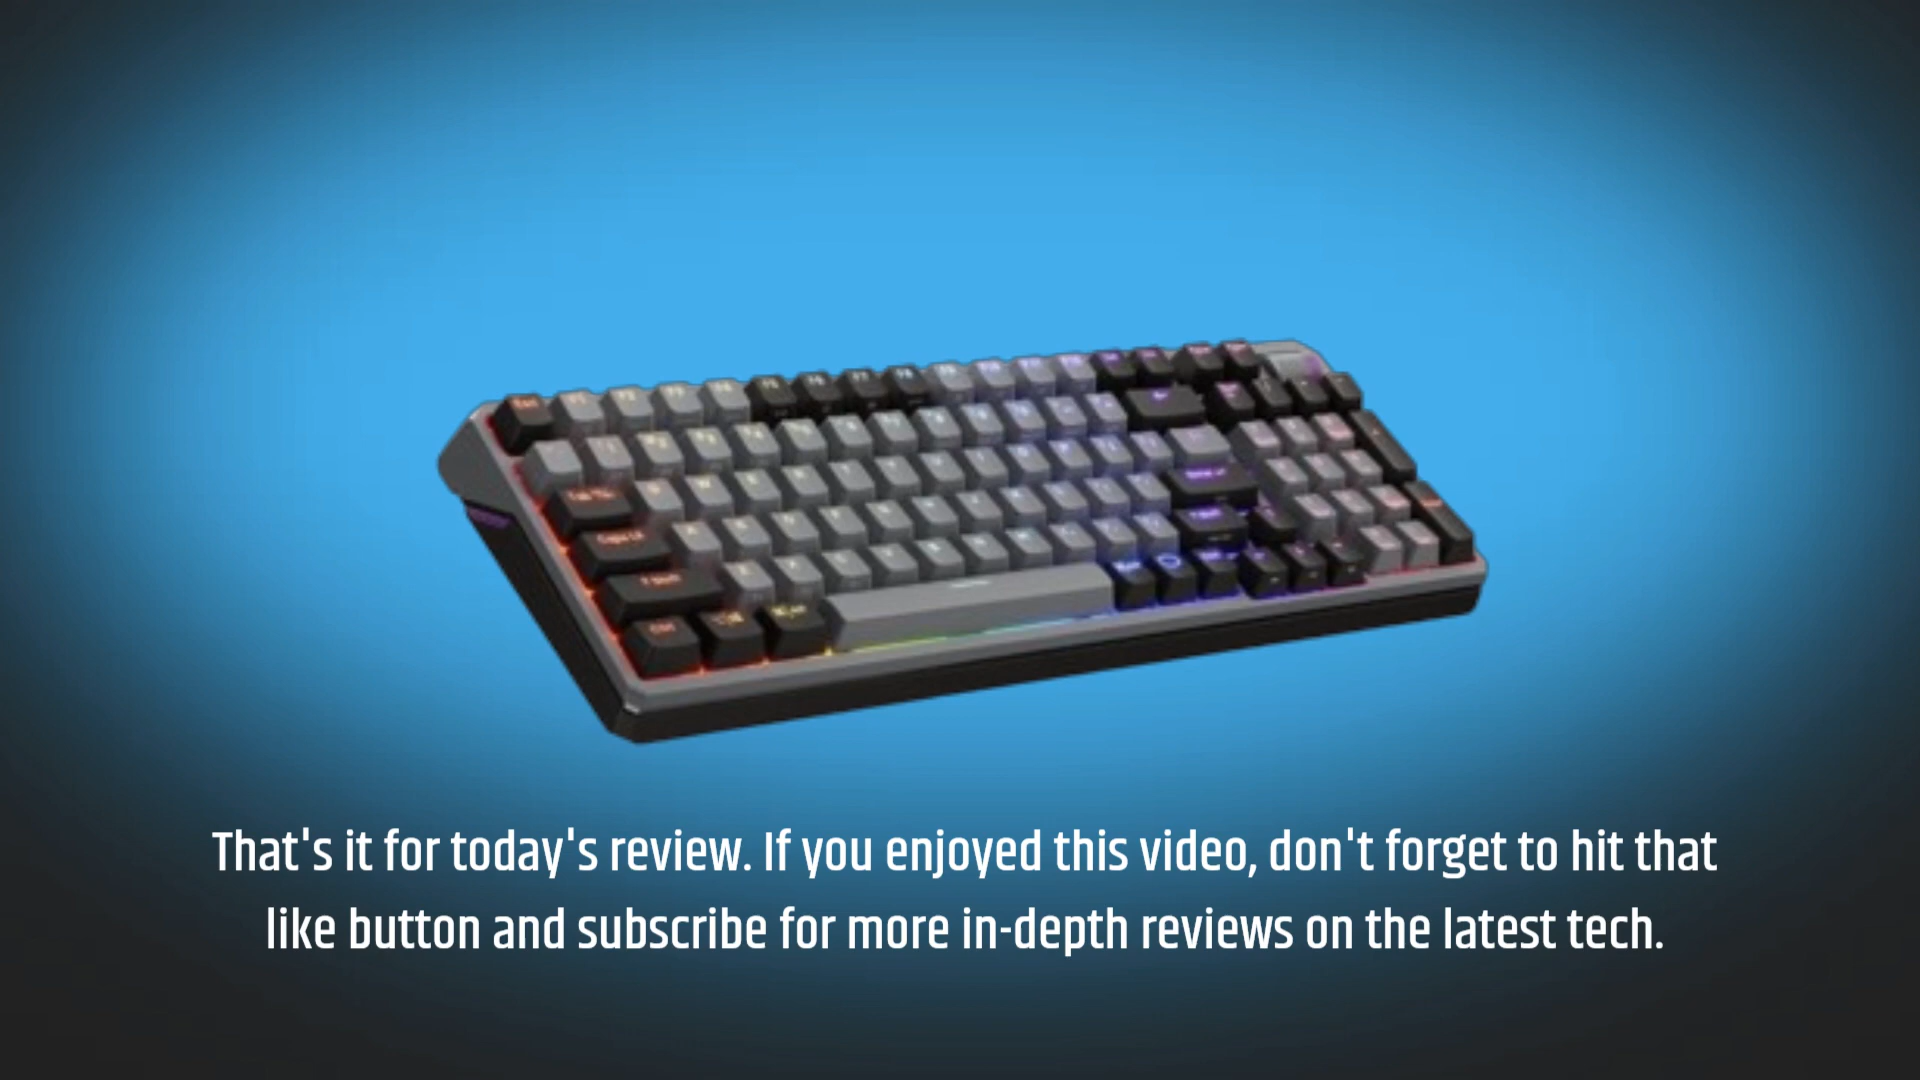 That's it for today's review. If you enjoyed this video, don't forget to hit that
like button and subscribe for more in-depth reviews on the latest tech.